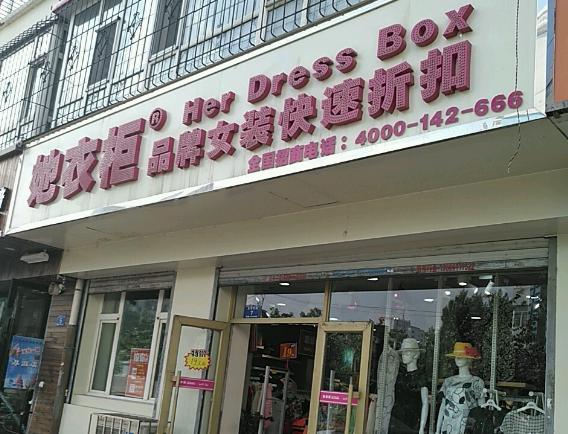 她衣柜® Her Dress Box
品牌女装快速折扣
全国招商电话：4000-142-666